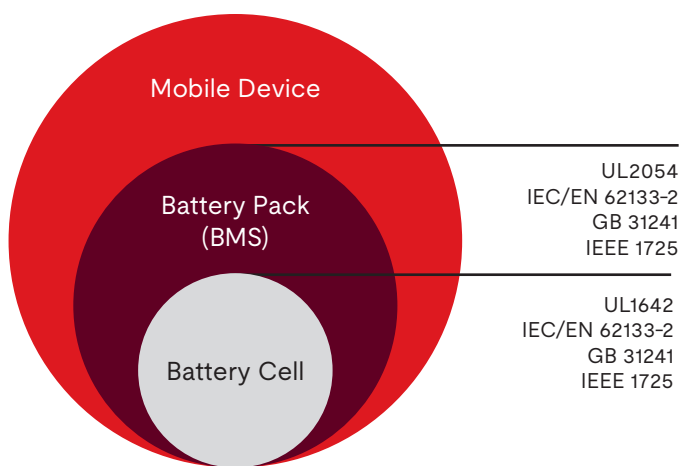 Mobile Device
Battery Pack
(BMS)
Battery Cell
UL2054
IEC/EN 62133-2
GB 31241
IEEE 1725
UL1642
IEC/EN 62133-2
GB 31241
IEEE 1725